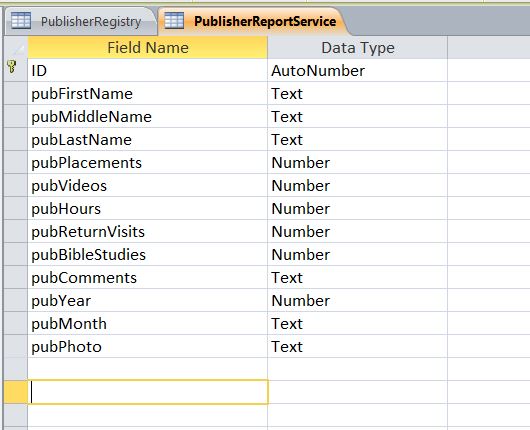 PublisherRegistry PublisherReportService
Field Name Data Type
ID AutoNumber
pubFirstName Text
pubMiddleName Text
pubLastName Text
pubPlacements Number
pubVideos Number
pubHours Number
pubReturnVisits Number
pubBibleStudies Number
pubComments Text
pubYear Number
pubMonth Text
pubPhoto Text